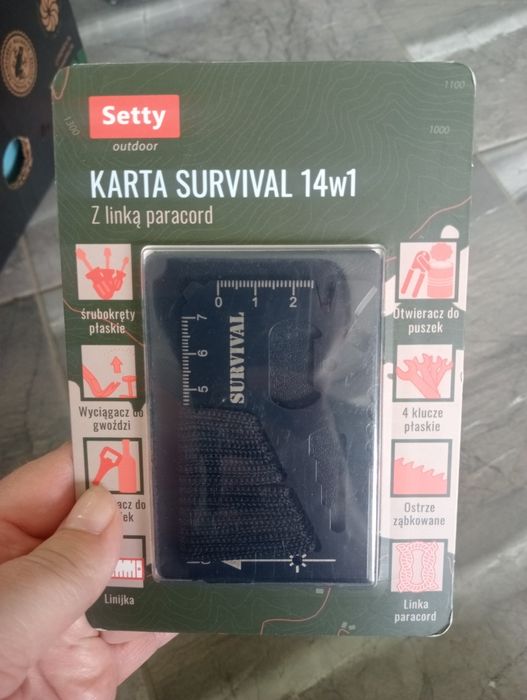 Setty
outdoor
KARTA SURVIVAL 14w1
Z linką paracord
1300
1100
1000
śrubokręty
płaskie
Wyciągacz do
gwoździ
Linijka
0 1 2
7
6
5
SURVIVAL
Otwieracz do
puszek
4 klucze
płaskie
Ostrze
ząbkowane
Linka
paracord